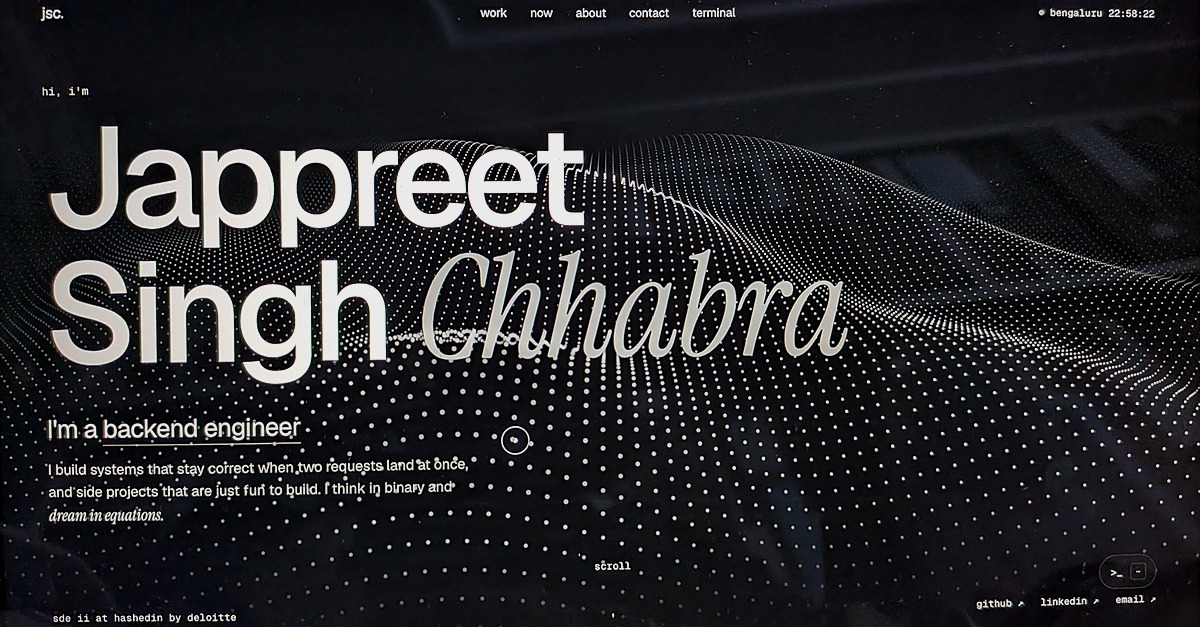 jsc.
work now about contact terminal
bengaluru 22:58:22
hi, i'm
Jappreet
Singh Chhabra
I'm a backend engineer
I build systems that stay correct when two requests land at once,
and side projects that are just fun to build. I think in binary and
dream in equations.
scroll
>_ ~
github ↗ linkedin ↗ email ↗
sde ii at hashedin by deloitte